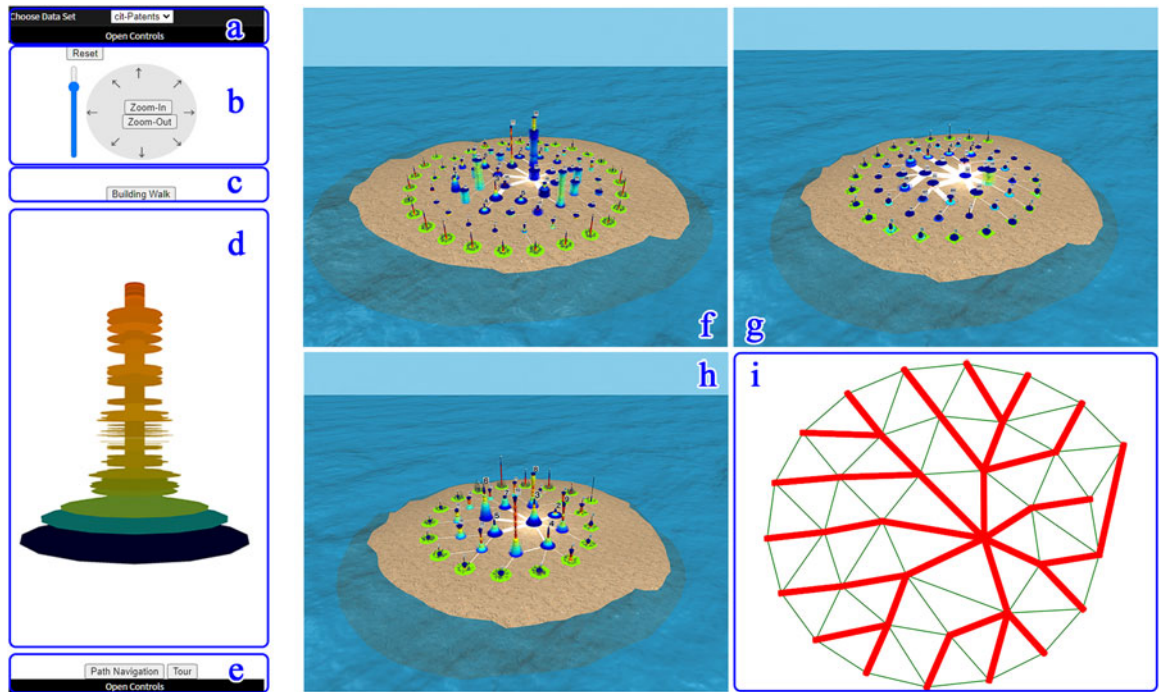 Choose Data Set cit-Patents
Open Controls
a
Reset
Zoom-In
Zoom-Out
b
c
Building Walk
d
Path Navigation Tour
Open Controls
e
f
g
h
i